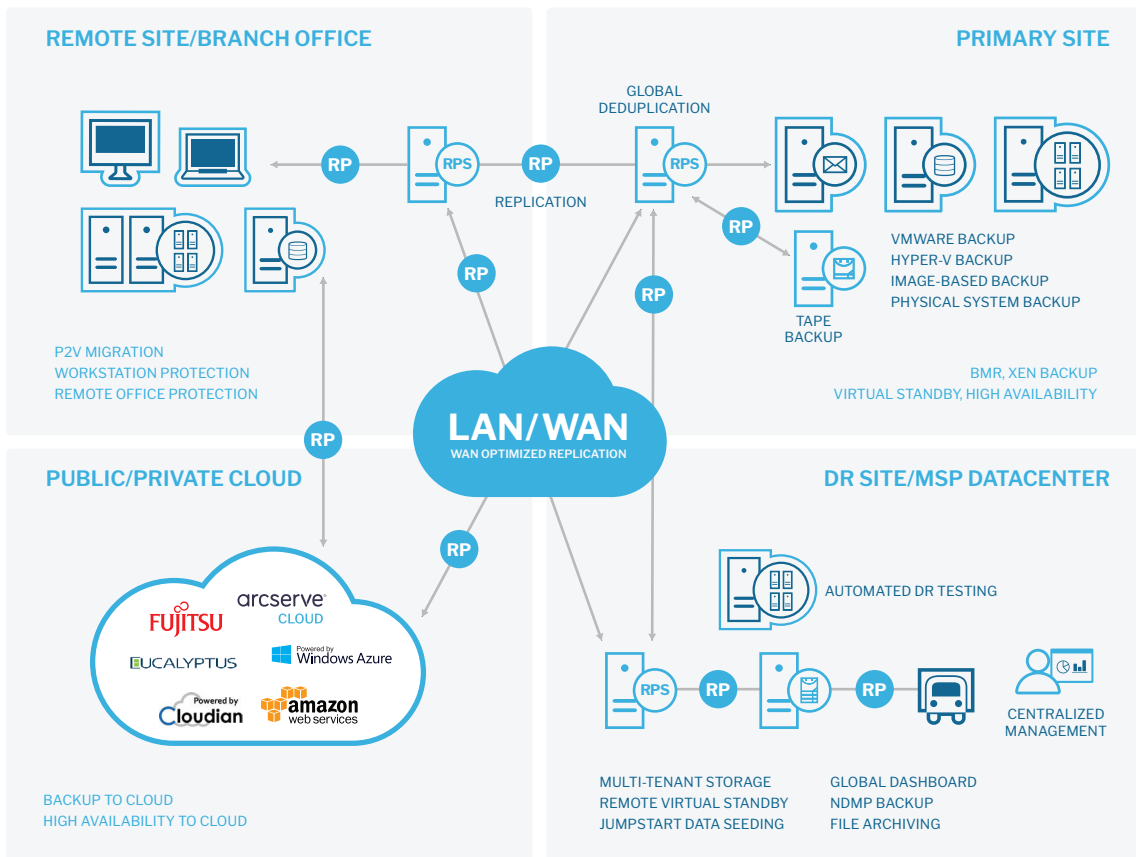 REMOTE SITE/BRANCH OFFICE
RP
RPS
RP
REPLICATION
RP
P2V MIGRATION
WORKSTATION PROTECTION
REMOTE OFFICE PROTECTION
RP
PRIMARY SITE
GLOBAL
DEDUPLICATION
RPS
RP
RP
TAPE
BACKUP
VMWARE BACKUP
HYPER-V BACKUP
IMAGE-BASED BACKUP
PHYSICAL SYSTEM BACKUP
BMR, XEN BACKUP
VIRTUAL STANDBY, HIGH AVAILABILITY
LAN/WAN
WAN OPTIMIZED REPLICATION
PUBLIC/PRIVATE CLOUD
RP
FUJITSU
arcserve®
CLOUD
EUCALYPTUS
Powered by
Windows Azure
Powered by
Cloudian
amazon
web services
BACKUP TO CLOUD
HIGH AVAILABILITY TO CLOUD
DR SITE/MSP DATACENTER
AUTOMATED DR TESTING
RPS
RP
RP
CENTRALIZED
MANAGEMENT
MULTI-TENANT STORAGE
REMOTE VIRTUAL STANDBY
JUMPSTART DATA SEEDING
GLOBAL DASHBOARD
NDMP BACKUP
FILE ARCHIVING